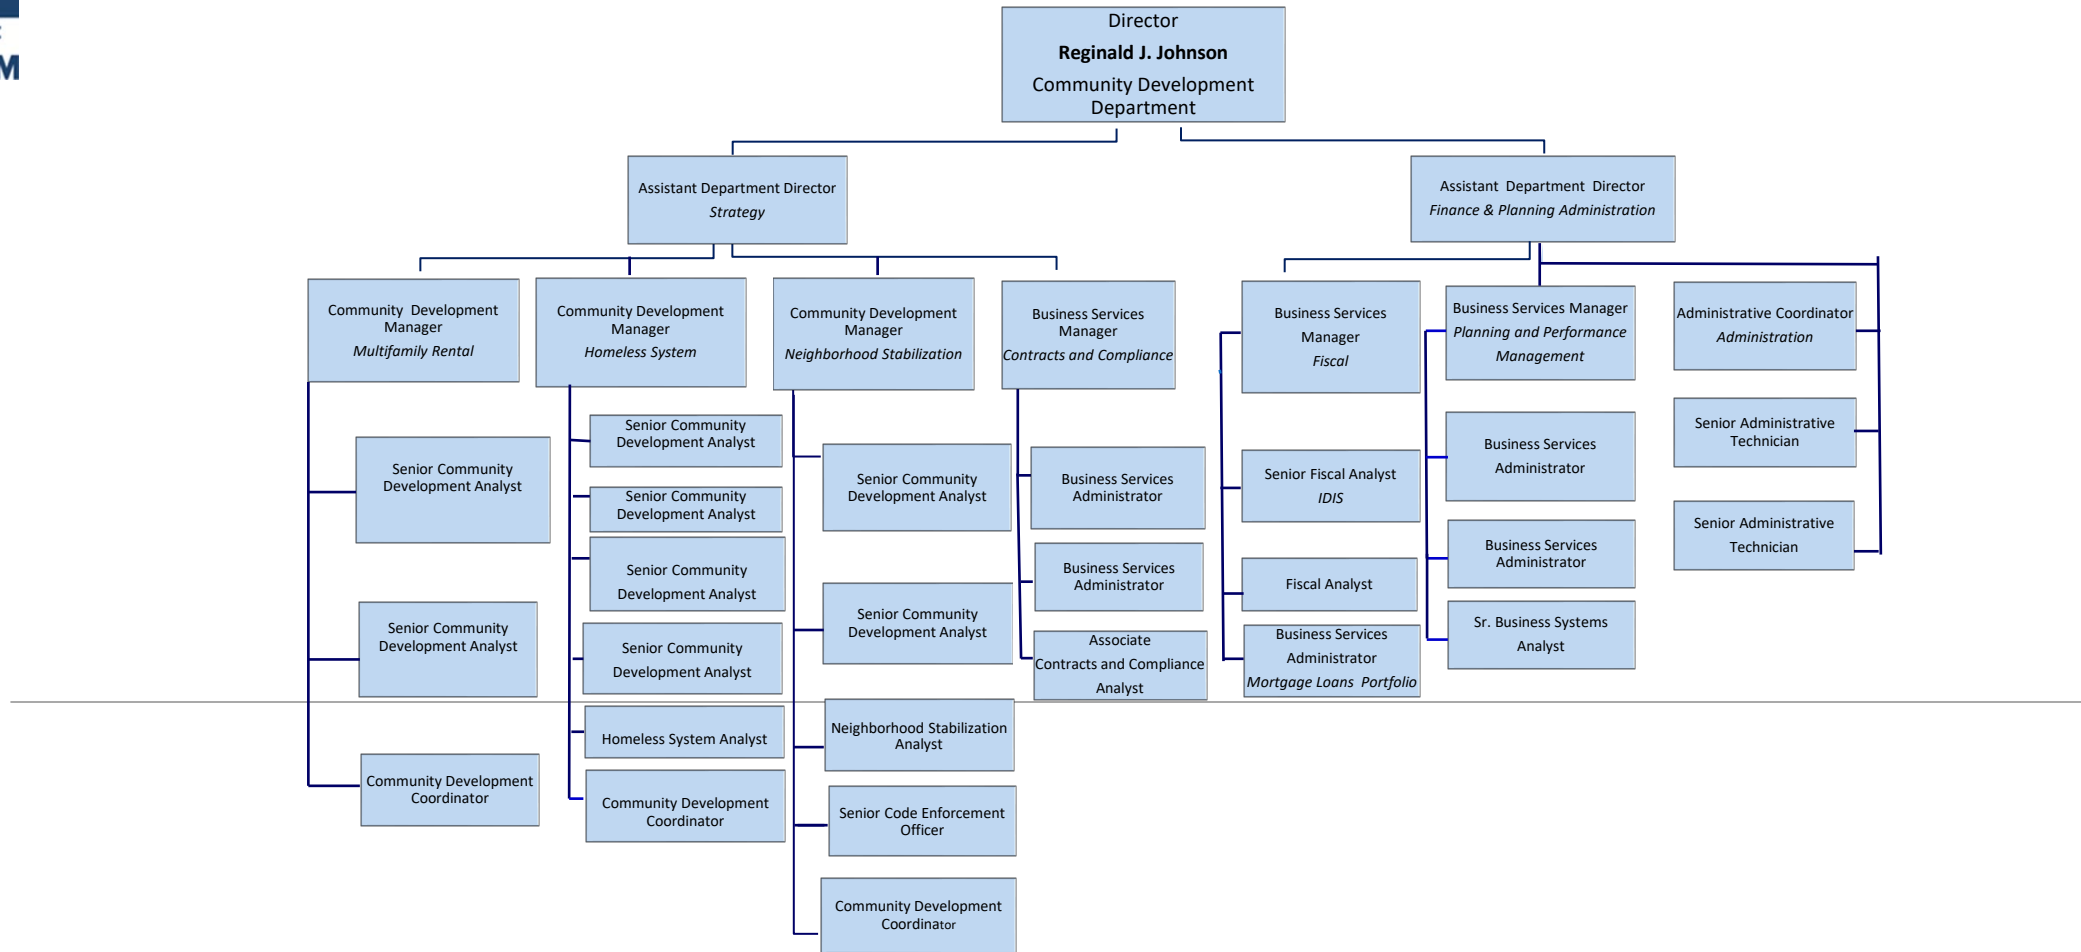 M
Director
Reginald J. Johnson
Community Development
Department
Assistant Department Director
Strategy
Assistant Department Director
Finance & Planning Administration
Community Development
Manager
Multifamily Rental
Community Development
Manager
Homeless System
Community Development
Manager
Neighborhood Stabilization
Business Services
Manager
Contracts and Compliance
Business Services
Manager
Fiscal
Business Services Manager
Planning and Performance
Management
Administrative Coordinator
Administration
Senior Community
Development Analyst
Senior Community
Development Analyst
Community Development
Coordinator
Senior Community
Development Analyst
Senior Community
Development Analyst
Senior Community
Development Analyst
Senior Community
Development Analyst
Homeless System Analyst
Community Development
Coordinator
Senior Community
Development Analyst
Senior Community
Development Analyst
Neighborhood Stabilization
Analyst
Senior Code Enforcement
Officer
Community Development
Coordinator
Business Services
Administrator
Business Services
Administrator
Associate
Contracts and Compliance
Analyst
Senior Fiscal Analyst
IDIS
Fiscal Analyst
Business Services
Administrator
Mortgage Loans Portfolio
Business Services
Administrator
Business Services
Administrator
Sr. Business Systems
Analyst
Senior Administrative
Technician
Senior Administrative
Technician